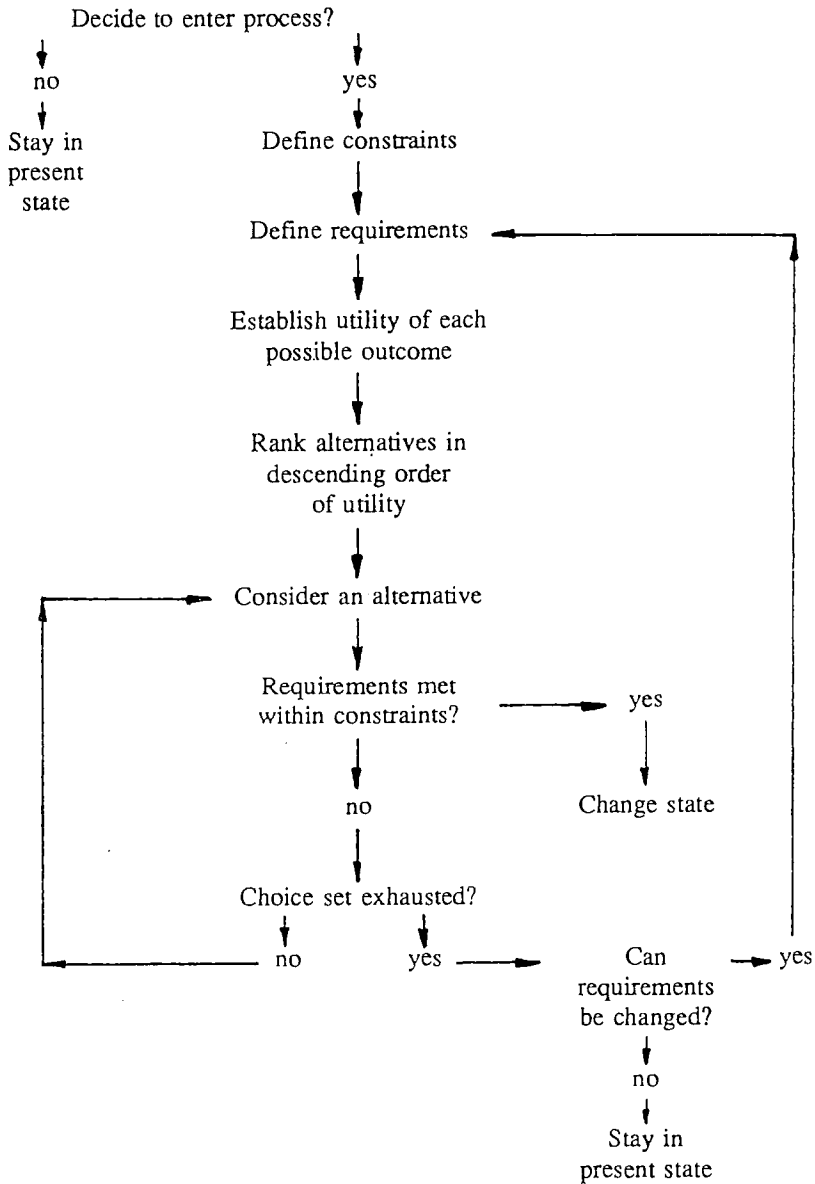 Decide to enter process?
no
yes
Stay in
present
state
Define constraints
Define requirements
Establish utility of each
possible outcome
Rank alternatives in
descending order
of utility
Consider an alternative
Requirements met
within constraints?
yes
no
Change state
Choice set exhausted?
no
yes
Can
requirements
be changed?
yes
no
Stay in
present state